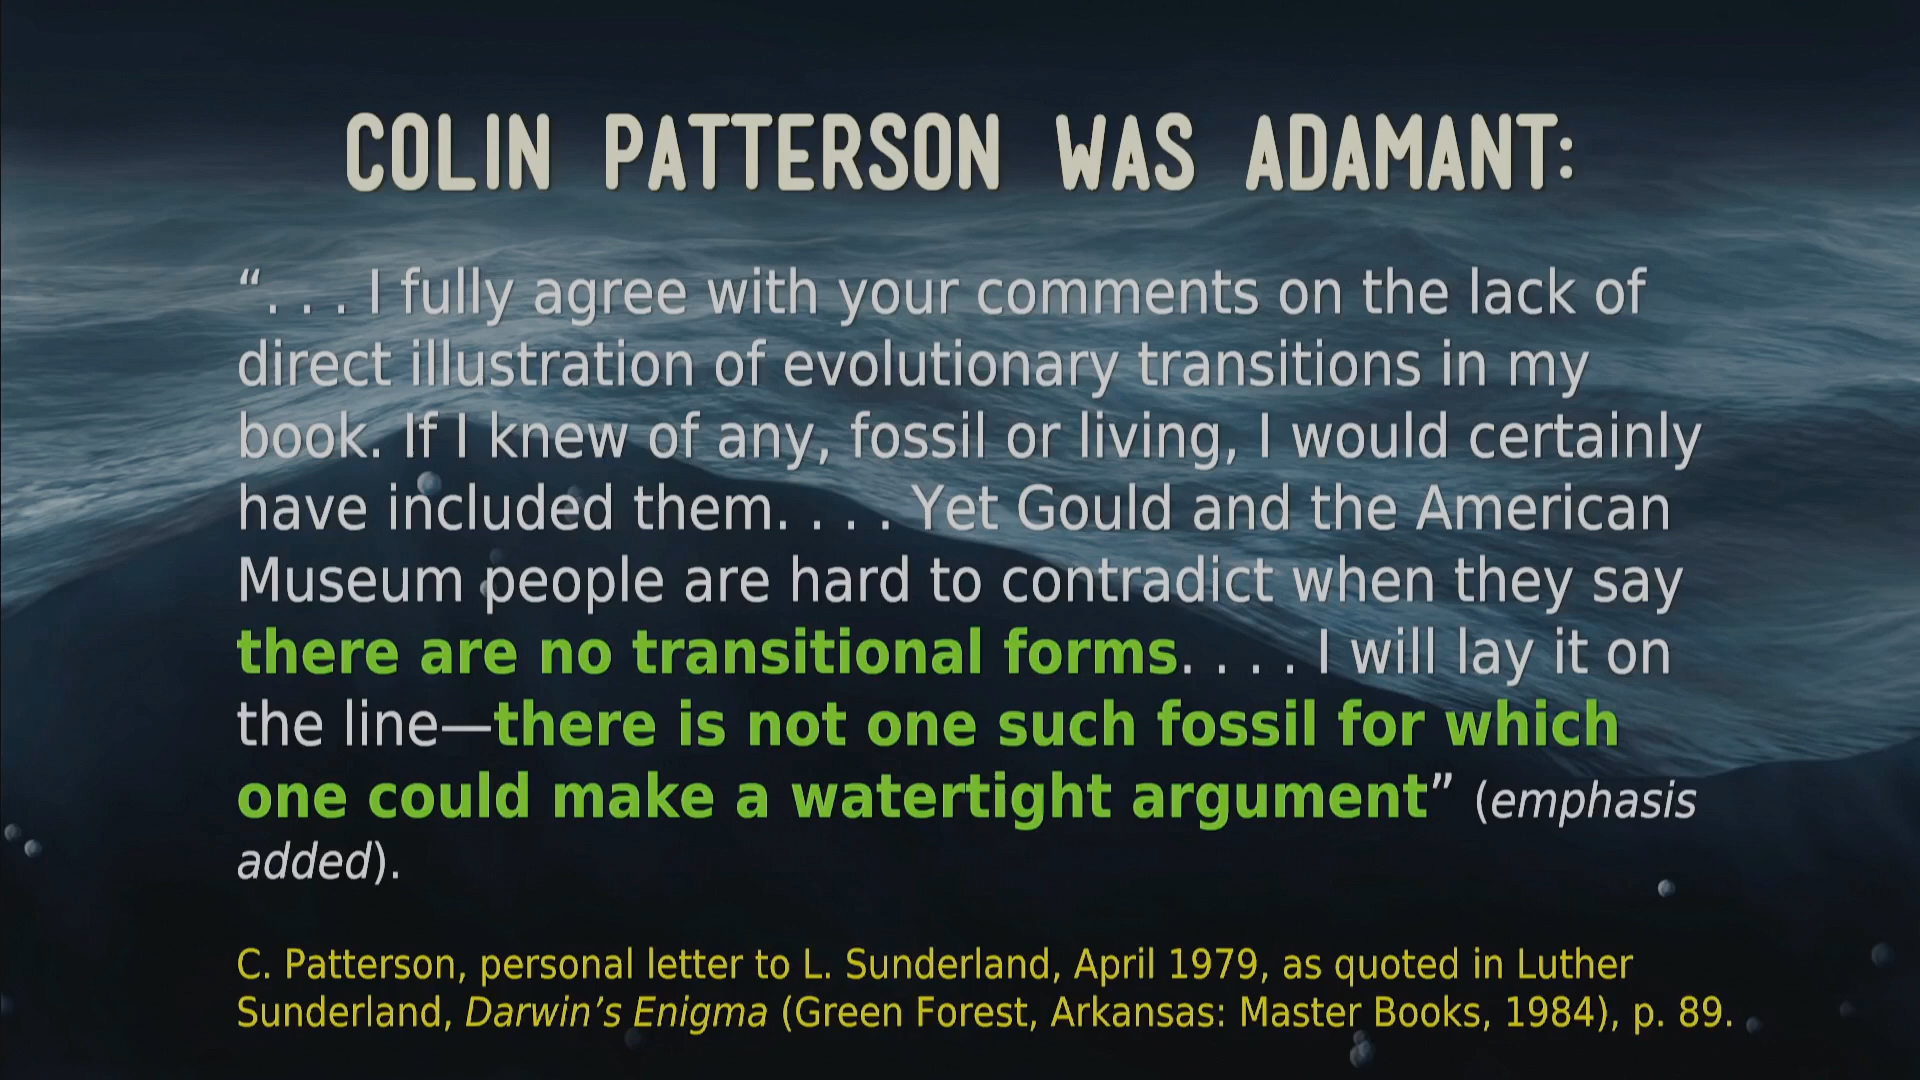 COLIN PATTERSON WAS ADAMANT:
“. . . I fully agree with your comments on the lack of
direct illustration of evolutionary transitions in my
book. If I knew of any, fossil or living, I would certainly
have included them. . . . Yet Gould and the American
Museum people are hard to contradict when they say
there are no transitional forms. . . . I will lay it on
the line—there is not one such fossil for which
one could make a watertight argument” (emphasis
added).
C. Patterson, personal letter to L. Sunderland, April 1979, as quoted in Luther
Sunderland, Darwin’s Enigma (Green Forest, Arkansas: Master Books, 1984), p. 89.